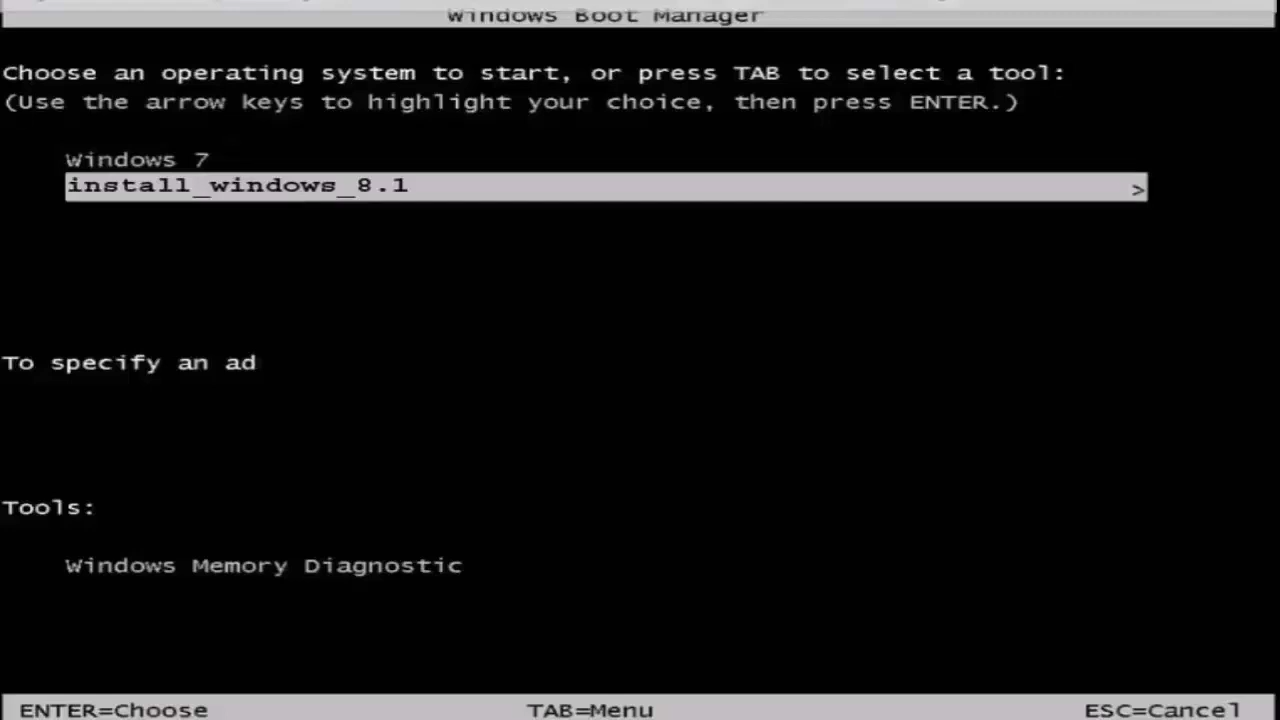 Windows Boot Manager
Choose an operating system to start, or press TAB to select a tool:
(Use the arrow keys to highlight your choice, then press ENTER.)
Windows 7
install_windows_8.1 >
To specify an ad
Tools:
Windows Memory Diagnostic
ENTER=Choose TAB=Menu ESC=Cancel